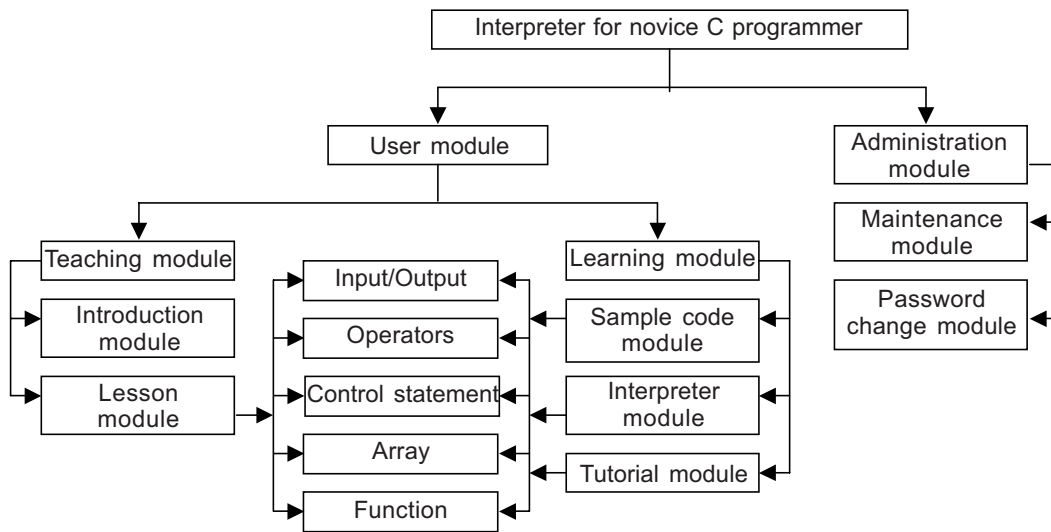 Interpreter for novice C programmer
User module
Administration
module
Maintenance
module
Password
change module
Teaching module
Introduction
module
Lesson
module
Input/Output
Operators
Control statement
Array
Function
Learning module
Sample code
module
Interpreter
module
Tutorial module